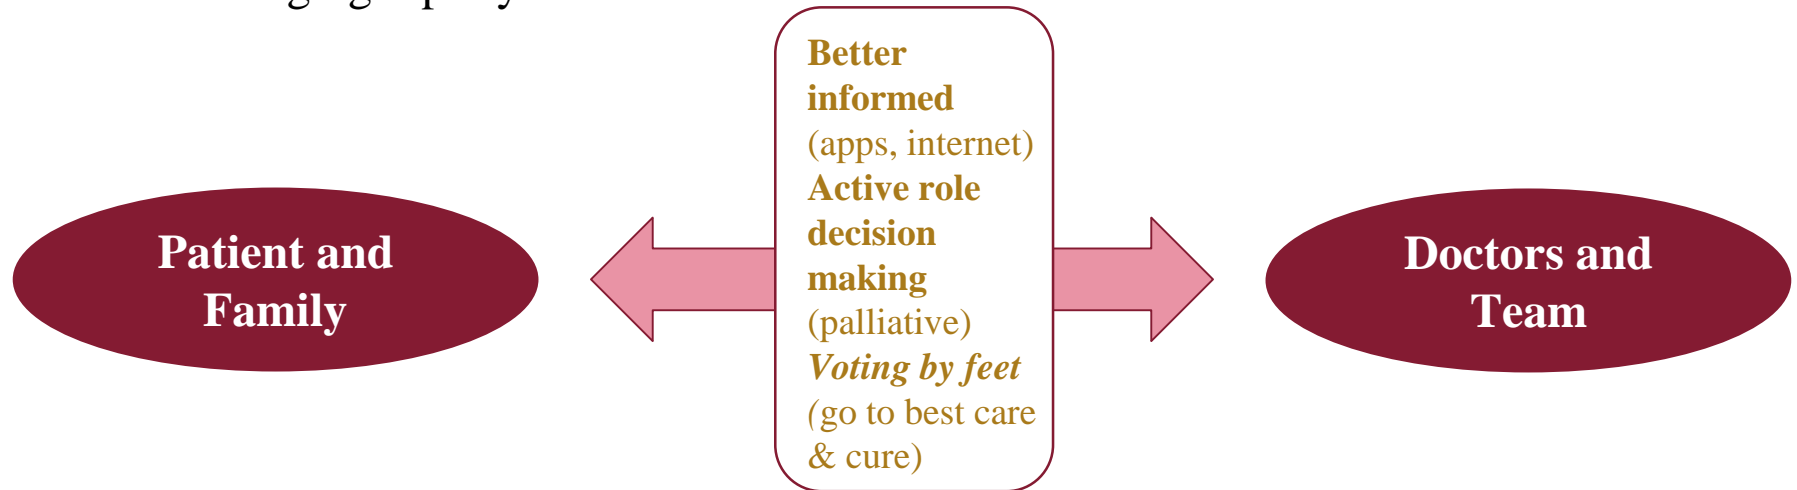 Patient and
Family
Better
informed
(apps, internet)
Active role
decision
making
(palliative)
Voting by feet
(go to best care
& cure)
Doctors and
Team